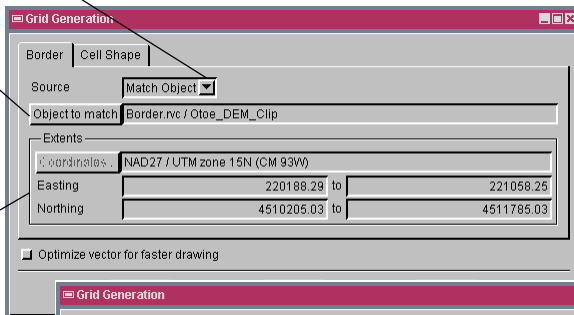 Grid Generation
Border Cell Shape
Source Match Object
Object to match Border.rvc / Otoe_DEM_Clip
Extents
Coordinates... NAD27 / UTM zone 15N (CM 93W)
Easting 220188.29 to 221058.25
Northing 4510205.03 to 4511785.03
Optimize vector for faster drawing
Grid Generation